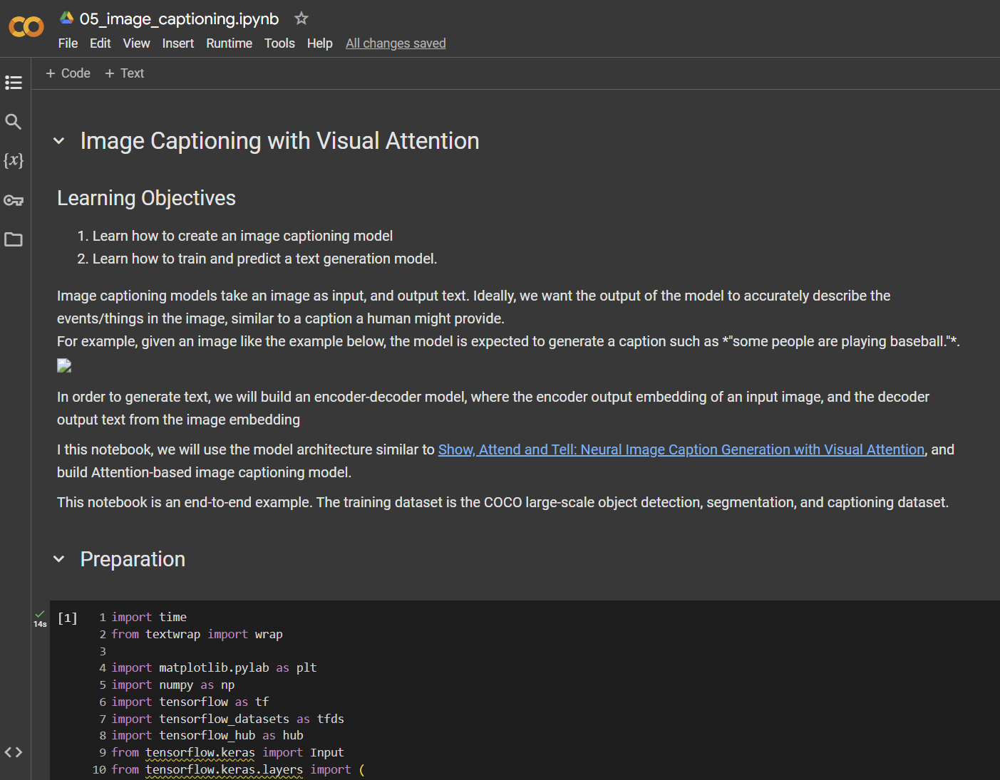 05_image_captioning.ipynb
File Edit View Insert Runtime Tools Help All changes saved
+ Code + Text
Image Captioning with Visual Attention
Learning Objectives
1. Learn how to create an image captioning model
2. Learn how to train and predict a text generation model.
Image captioning models take an image as input, and output text. Ideally, we want the output of the model to accurately describe the
events/things in the image, similar to a caption a human might provide.
For example, given an image like the example below, the model is expected to generate a caption such as *"some people are playing baseball."*.
In order to generate text, we will build an encoder-decoder model, where the encoder output embedding of an input image, and the decoder
output text from the image embedding
I this notebook, we will use the model architecture similar to Show, Attend and Tell: Neural Image Caption Generation with Visual Attention, and
build Attention-based image captioning model.
This notebook is an end-to-end example. The training dataset is the COCO large-scale object detection, segmentation, and captioning dataset.
Preparation
14s
[1] 1 import time
2 from textwrap import wrap
3
4 import matplotlib.pylab as plt
5 import numpy as np
6 import tensorflow as tf
7 import tensorflow_datasets as tfds
8 import tensorflow_hub as hub
9 from tensorflow.keras import Input
10 from tensorflow.keras.layers import (